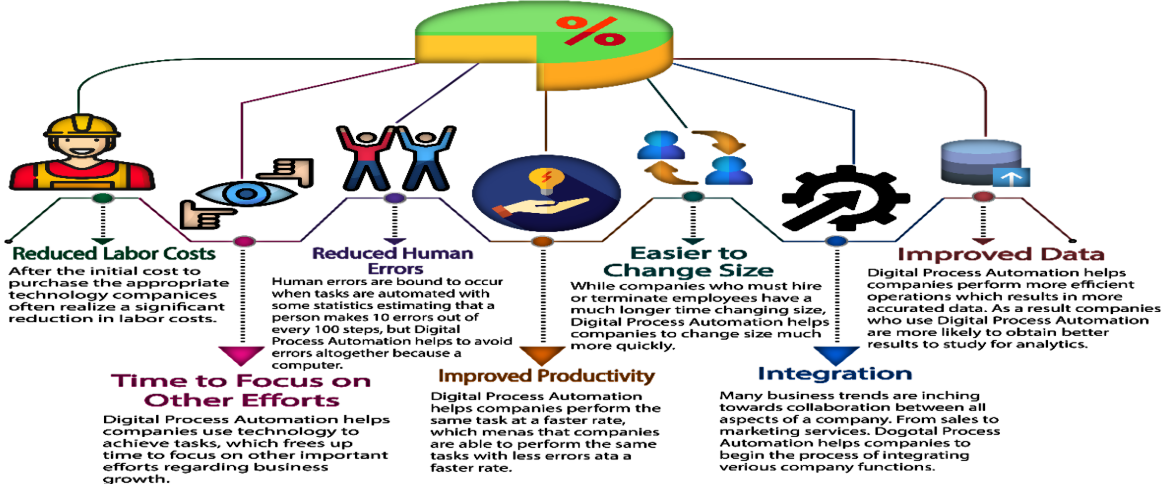 %
Reduced Labor Costs
After the initial cost to
purchase the appropriate
technology companices
often realize a significant
reduction in labor costs.
Time to Focus on
Other Efforts
Digital Process Automation helps
companies use technology to
achieve tasks, which frees up
time to focus on other important
efforts regarding business
growth.
Reduced Human
Errors
Human errors are bound to occur
when tasks are automated with
some statistics estimating that a
person makes 10 errors out of
every 100 steps, but Digital
Process Automation helps to avoid
errors altogether because a
computer.
Improved Productivity
Digital Process Automation
helps companies perform the
same task at a faster rate,
which menas that companies
are able to perform the same
tasks with less errors ata a
faster rate.
Easier to
Change Size
While companies who must hire
or terminate employees have a
much longer time changing size,
Digital Process Automation helps
companies to change size much
more quickly.
Integration
Many business trends are inching
towards collaboration between all
aspects of a company. From sales to
marketing services. Dogotal Process
Automation helps companies to
begin the process of integrating
verious company functions.
Improved Data
Digital Process Automation helps
companies perform more efficient
operations which results in more
accurated data. As a result companies
who use Digital Process Automation
are more likely to obtain better
results to study for analytics.